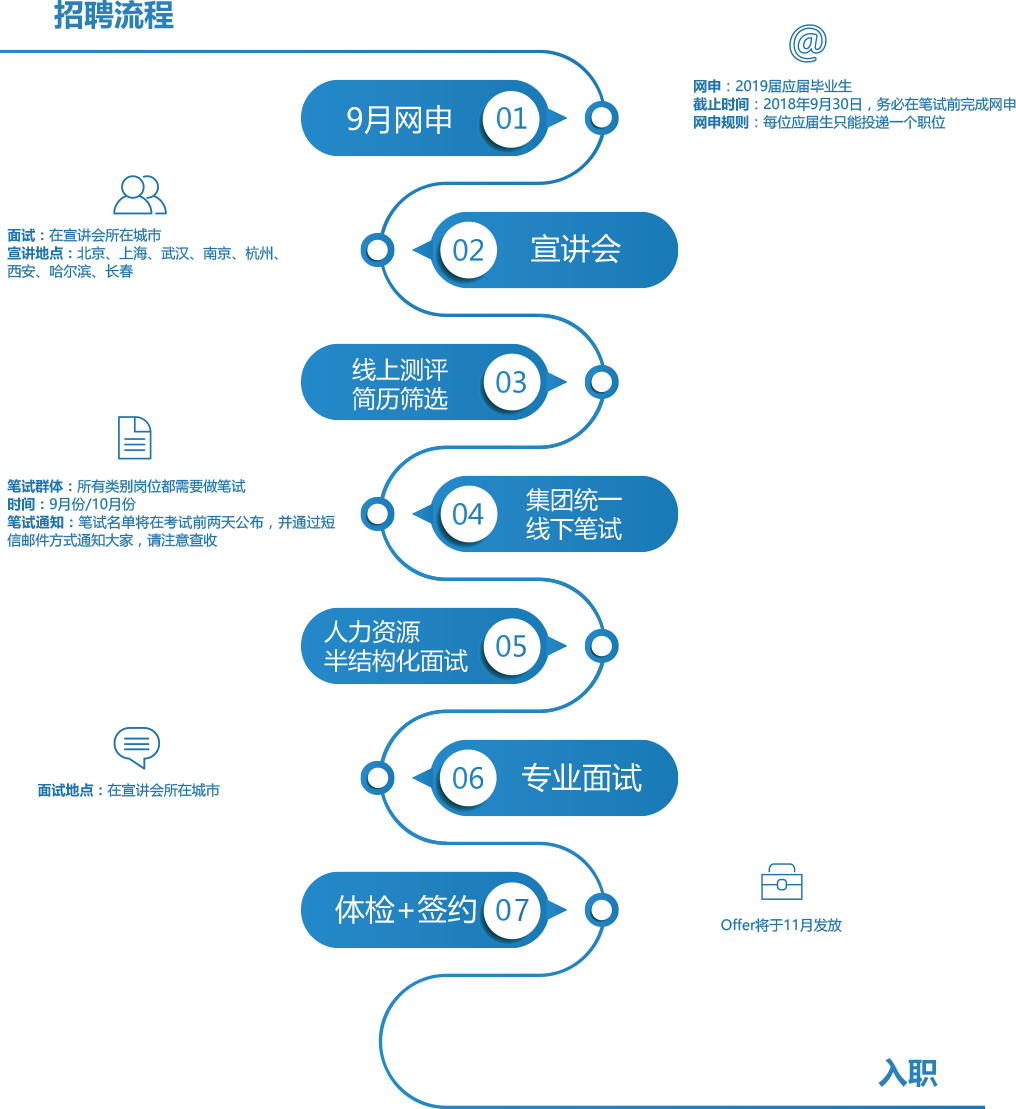 招聘流程
@
网申：2019届应届毕业生
截止时间：2018年9月30日，务必在笔试前完成网申
网申规则：每位应届生只能投递一个职位
9月网申
01
面试：在宣讲会所在城市
宣讲地点：北京、上海、武汉、南京、杭州、
西安、哈尔滨、长春
02
宣讲会
线上测评
简历筛选
03
笔试群体：所有类别岗位都需要做笔试
时间：9月份/10月份
笔试通知：笔试名单将在考试前两天公布，并通过短
信邮件方式通知大家，请注意查收
04
集团统一
线下笔试
人力资源
半结构化面试
05
面试地点：在宣讲会所在城市
06
专业面试
体检+签约
07
Offer将于11月发放
入职